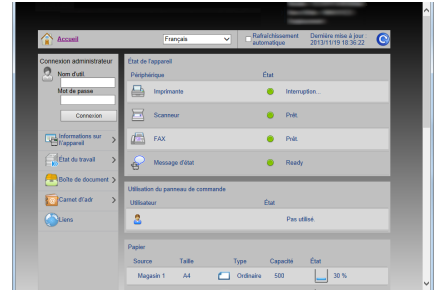 Accueil
Français
Rafraîchissement automatique
Dernière mise à jour :
2013/11/19 18:36:22
Connexion administrateur
Nom d'util.
Mot de passe
Connexion
Informations sur l'appareil
État du travail
Boîte de document
Carnet d'adr
Liens
État de l'appareil
Périphérique État
Imprimante Interruption...
Scanneur Prêt.
FAX Prêt.
Message d'état Ready
Utilisation du panneau de commande
Utilisateur État
Pas utilisé.
Papier
Source Taille Type Capacité État
Magasin 1 A4 Ordinaire 500 30 %